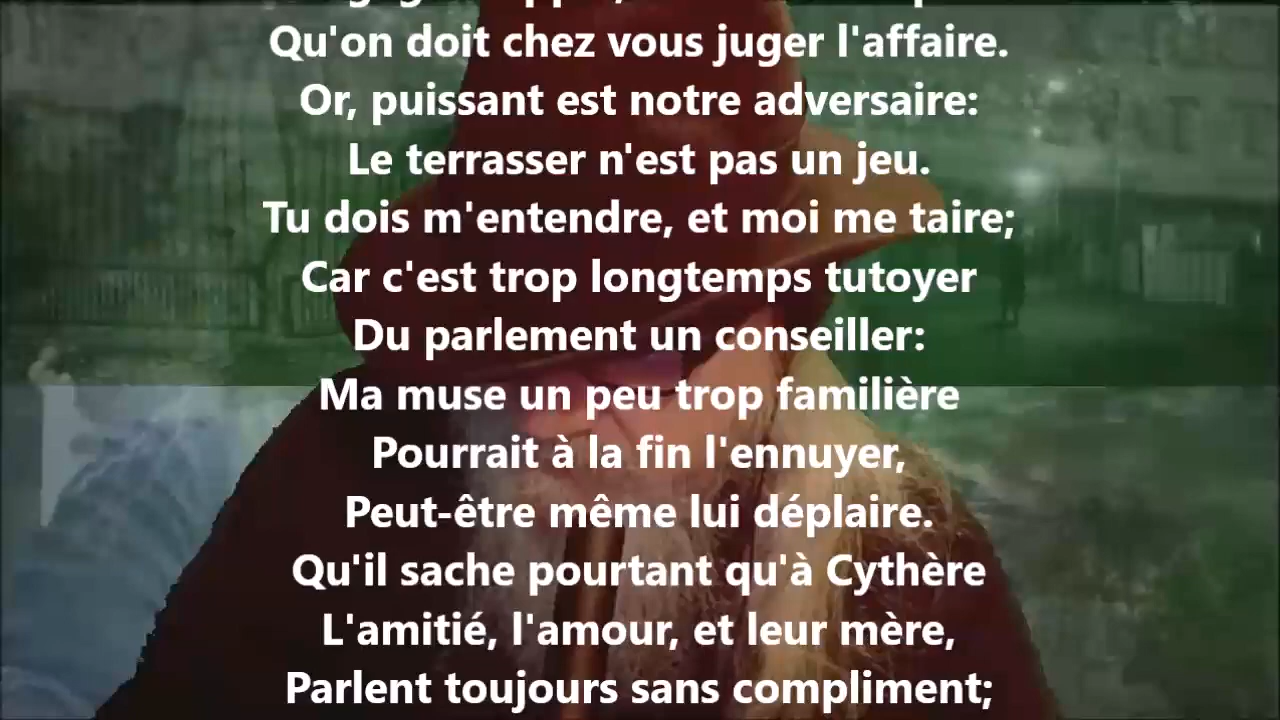 Qu'on doit chez vous juger l'affaire.
Or, puissant est notre adversaire:
Le terrasser n'est pas un jeu.
Tu dois m'entendre, et moi me taire;
Car c'est trop longtemps tutoyer
Du parlement un conseiller:
Ma muse un peu trop familière
Pourrait à la fin l'ennuyer,
Peut-être même lui déplaire.
Qu'il sache pourtant qu'à Cythère
L'amitié, l'amour, et leur mère,
Parlent toujours sans compliment;